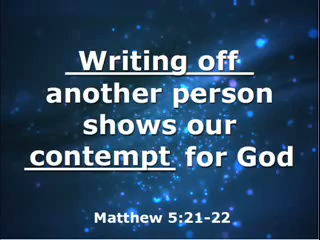 Writing off
another person
shows our
contempt for God
Matthew 5:21-22